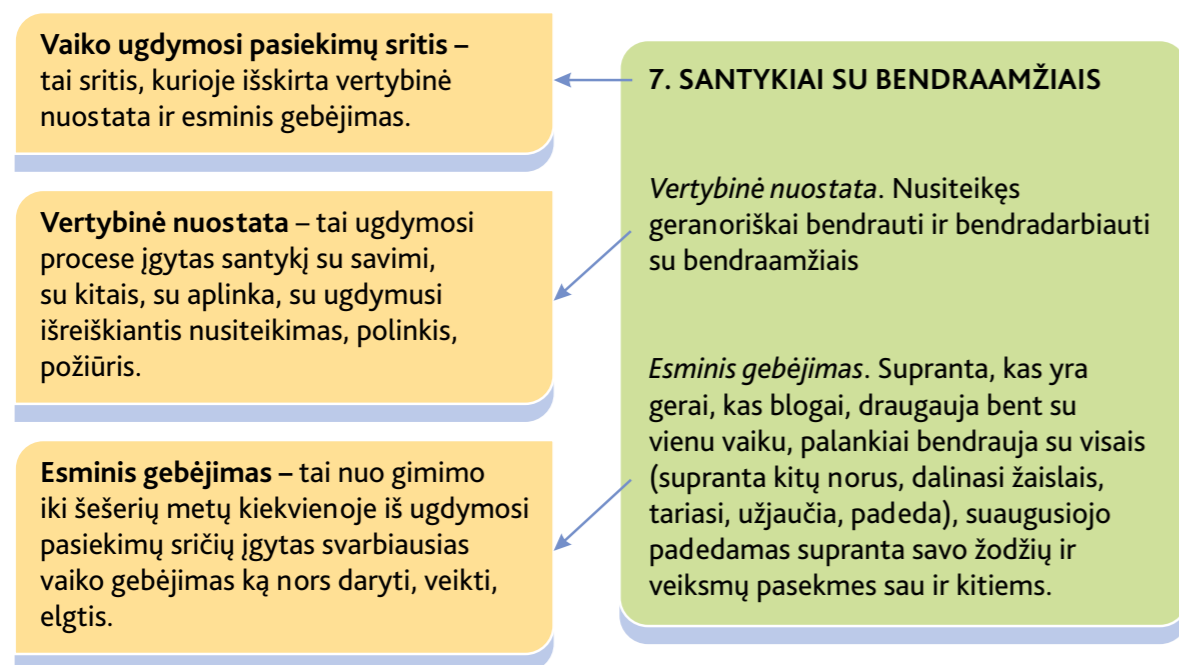 Vaiko ugdymosi pasiekimų sritis –
tai sritis, kurioje išskirta vertybinė
nuostata ir esminis gebėjimas.
Vertybinė nuostata – tai ugdymosi
procese įgytas santykį su savimi,
su kitais, su aplinka, su ugdymusi
išreiškiantis nusiteikimas, polinkis,
požiūris.
Esminis gebėjimas – tai nuo gimimo
iki šešerių metų kiekvienoje iš ugdymosi
pasiekimų sričių įgytas svarbiausias
vaiko gebėjimas ką nors daryti, veikti,
elgtis.
7. SANTYKIAI SU BENDRAAMŽIAIS
Vertybinė nuostata. Nusiteikęs
geranoriškai bendrauti ir bendradarbiauti
su bendraamžiais
Esminis gebėjimas. Supranta, kas yra
gerai, kas blogai, draugauja bent su
vienu vaiku, palankiai bendrauja su visais
(supranta kitų norus, dalinasi žaislais,
tariasi, užjaučia, padeda), suaugusiojo
padedamas supranta savo žodžių ir
veiksmų pasekmes sau ir kitiems.